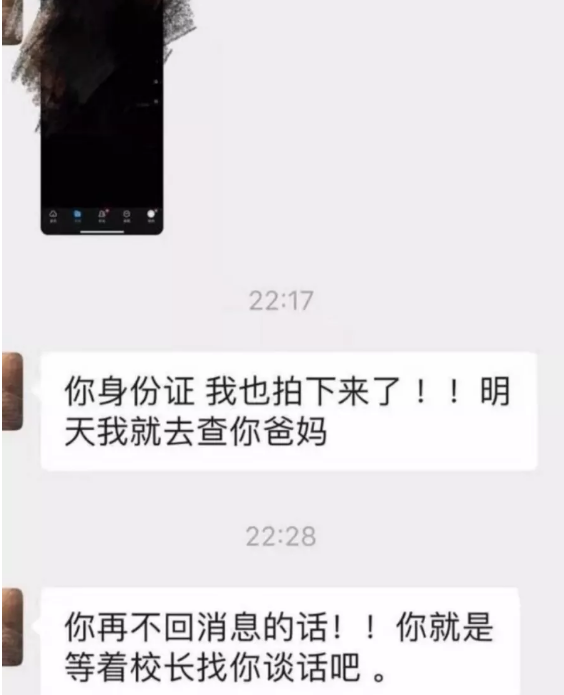 22:17
你身份证 我也拍下来了！！明
天我就去查你爸妈
22:28
你再不回消息的话！！你就是
等着校长找你谈话吧 。